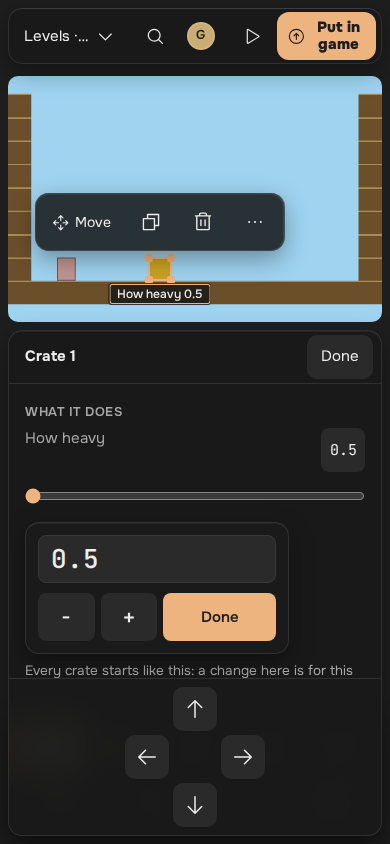 Levels ·...
G
Put in
game
Move
How heavy 0.5
Crate 1
Done
WHAT IT DOES
How heavy
0.5
0.5
-
+
Done
Every crate starts like this: a change here is for this